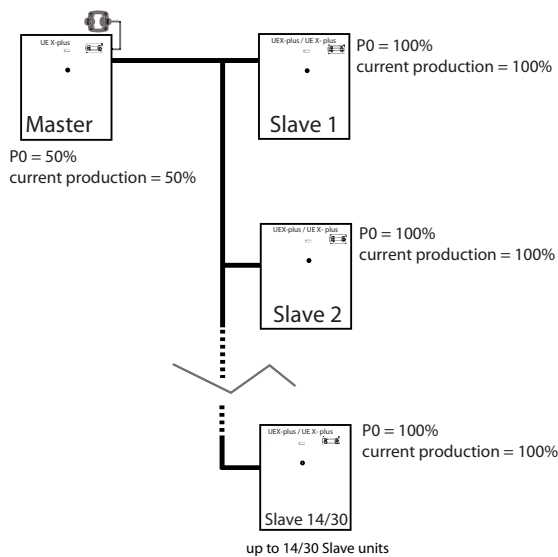 UE X-plus
Master
P0 = 50%
current production = 50%
UEX-plus / UE X- plus
Slave 1
P0 = 100%
current production = 100%
UEX-plus / UE X- plus
Slave 2
P0 = 100%
current production = 100%
UEX-plus / UE X- plus
Slave 14/30
P0 = 100%
current production = 100%
up to 14/30 Slave units